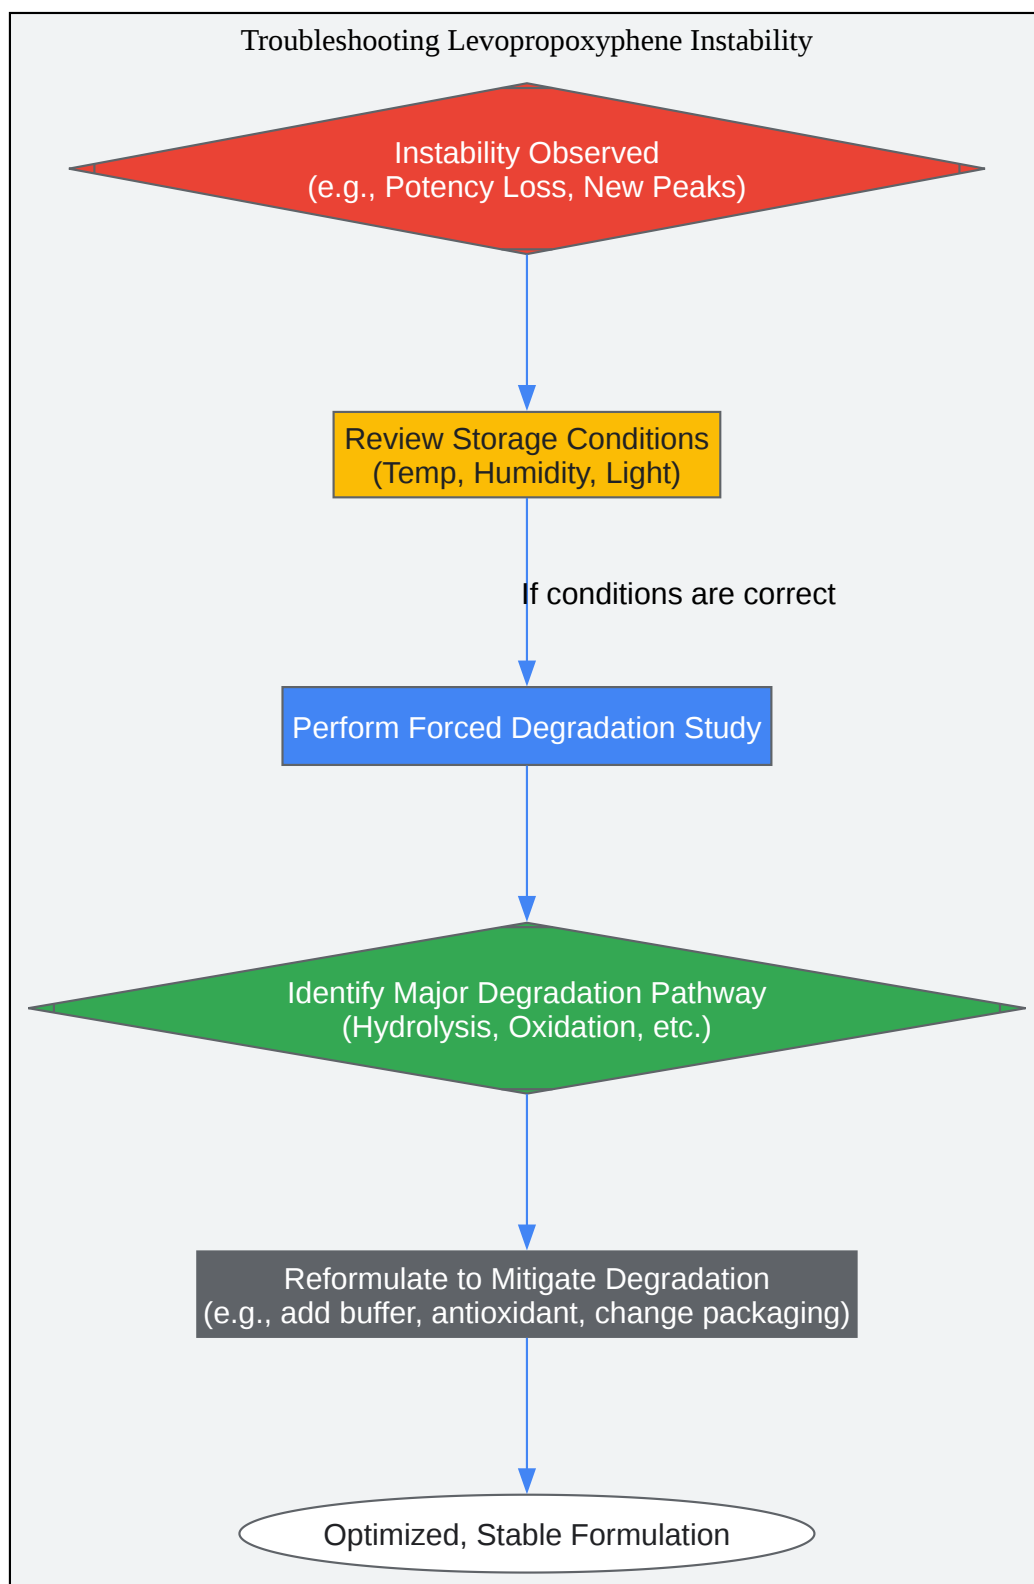 Troubleshooting Levopropoxyphene Instability
Instability Observed
(e.g., Potency Loss, New Peaks)
Review Storage Conditions
(Temp, Humidity, Light)
If conditions are correct
Perform Forced Degradation Study
Identify Major Degradation Pathway
(Hydrolysis, Oxidation, etc.)
Reformulate to Mitigate Degradation
(e.g., add buffer, antioxidant, change packaging)
Optimized, Stable Formulation